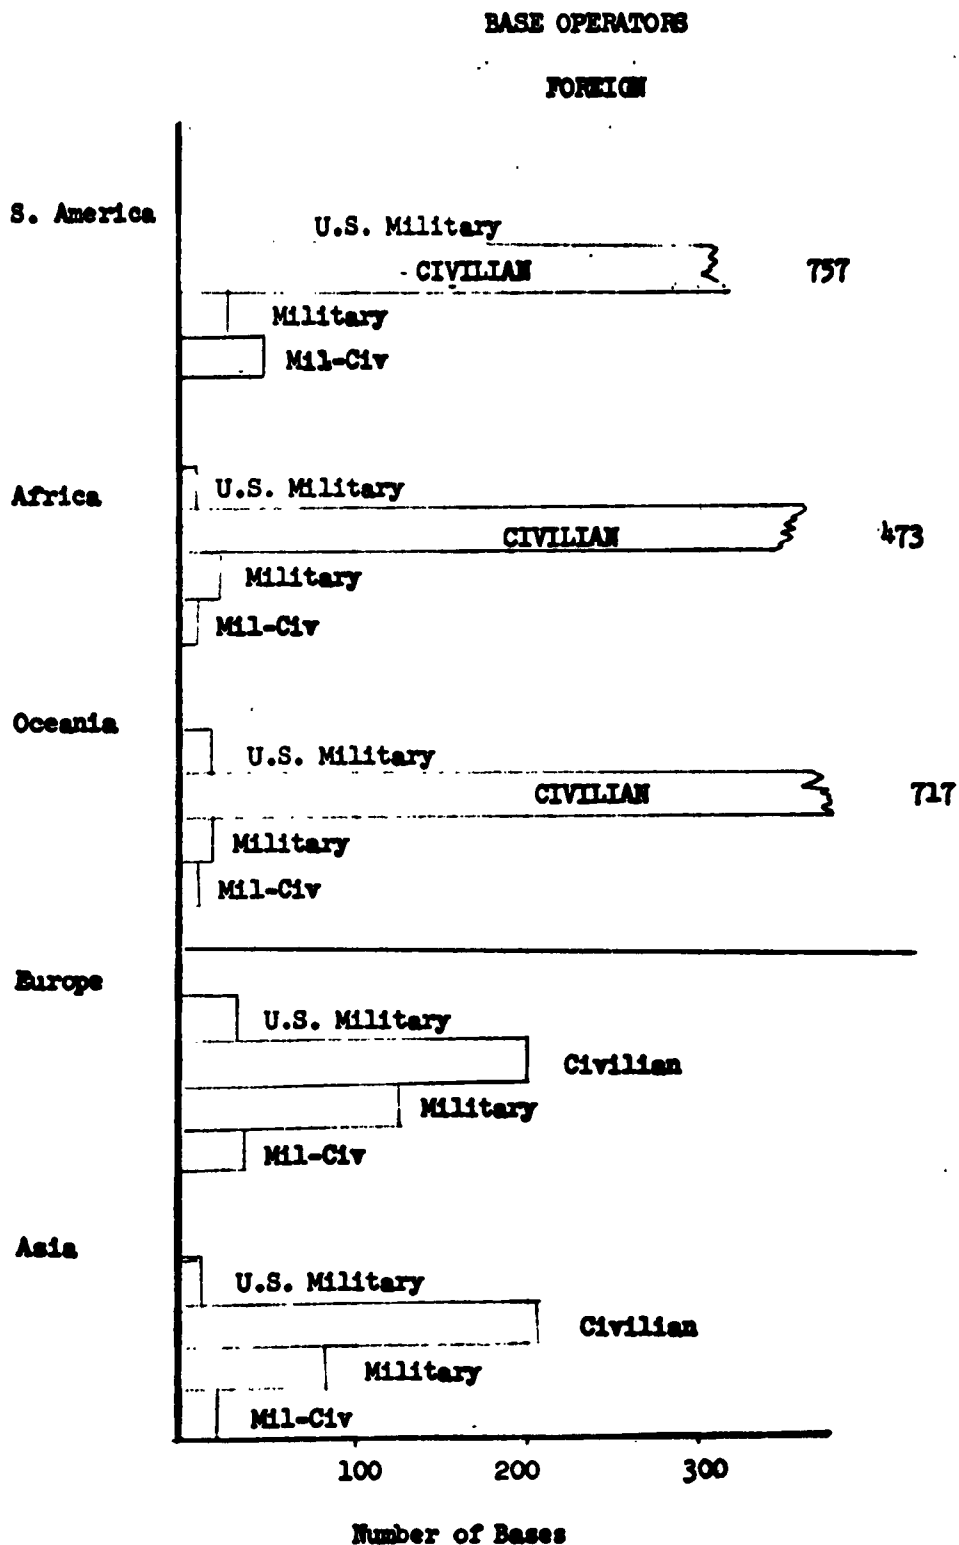 BASE OPERATORS
FOREIGN
S. America
U.S. Military
CIVILIAN 757
Military
Mil-Civ
Africa
U.S. Military
CIVILIAN 473
Military
Mil-Civ
Oceania
U.S. Military
CIVILIAN 717
Military
Mil-Civ
Europe
U.S. Military
Civilian
Military
Mil-Civ
Asia
U.S. Military
Civilian
Military
Mil-Civ
100 200 300
Number of Bases